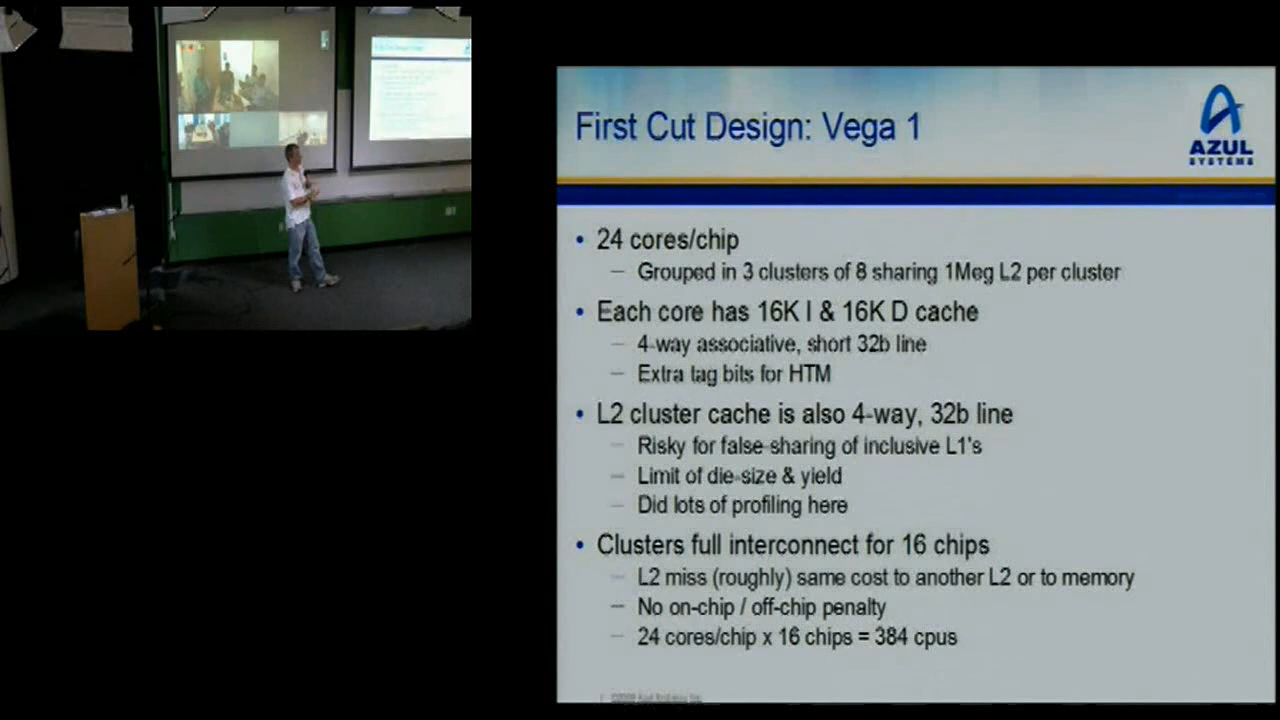 First Cut Design: Vega 1
AZUL
SYSTEMS
• 24 cores/chip
– Grouped in 3 clusters of 8 sharing 1Meg L2 per cluster
• Each core has 16K I & 16K D cache
– 4-way associative, short 32b line
– Extra tag bits for HTM
• L2 cluster cache is also 4-way, 32b line
– Risky for false-sharing of inclusive L1's
– Limit of die-size & yield
– Did lots of profiling here
• Clusters full interconnect for 16 chips
– L2 miss (roughly) same cost to another L2 or to memory
– No on-chip / off-chip penalty
– 24 cores/chip x 16 chips = 384 cpus